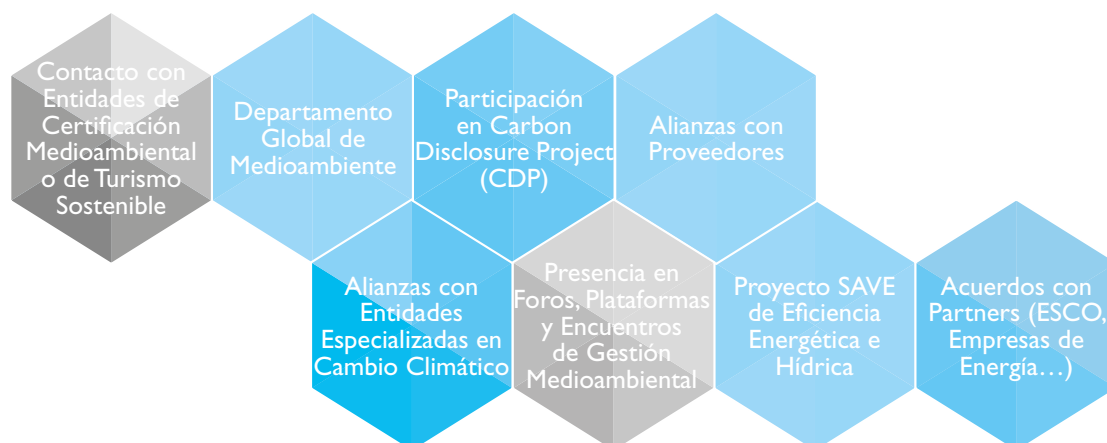 Contacto con
Entidades de
Certificación
Medioambiental
o de Turismo
Sostenible
Departamento
Global de
Medioambiente
Participación
en Carbon
Disclosure Project
(CDP)
Alianzas con
Proveedores
Alianzas con
Entidades
Especializadas en
Cambio Climático
Presencia en
Foros, Plataformas
y Encuentros
de Gestión
Medioambiental
Proyecto SAVE
de Eficiencia
Energética e
Hídrica
Acuerdos con
Partners (ESCO,
Empresas de
Energía…)